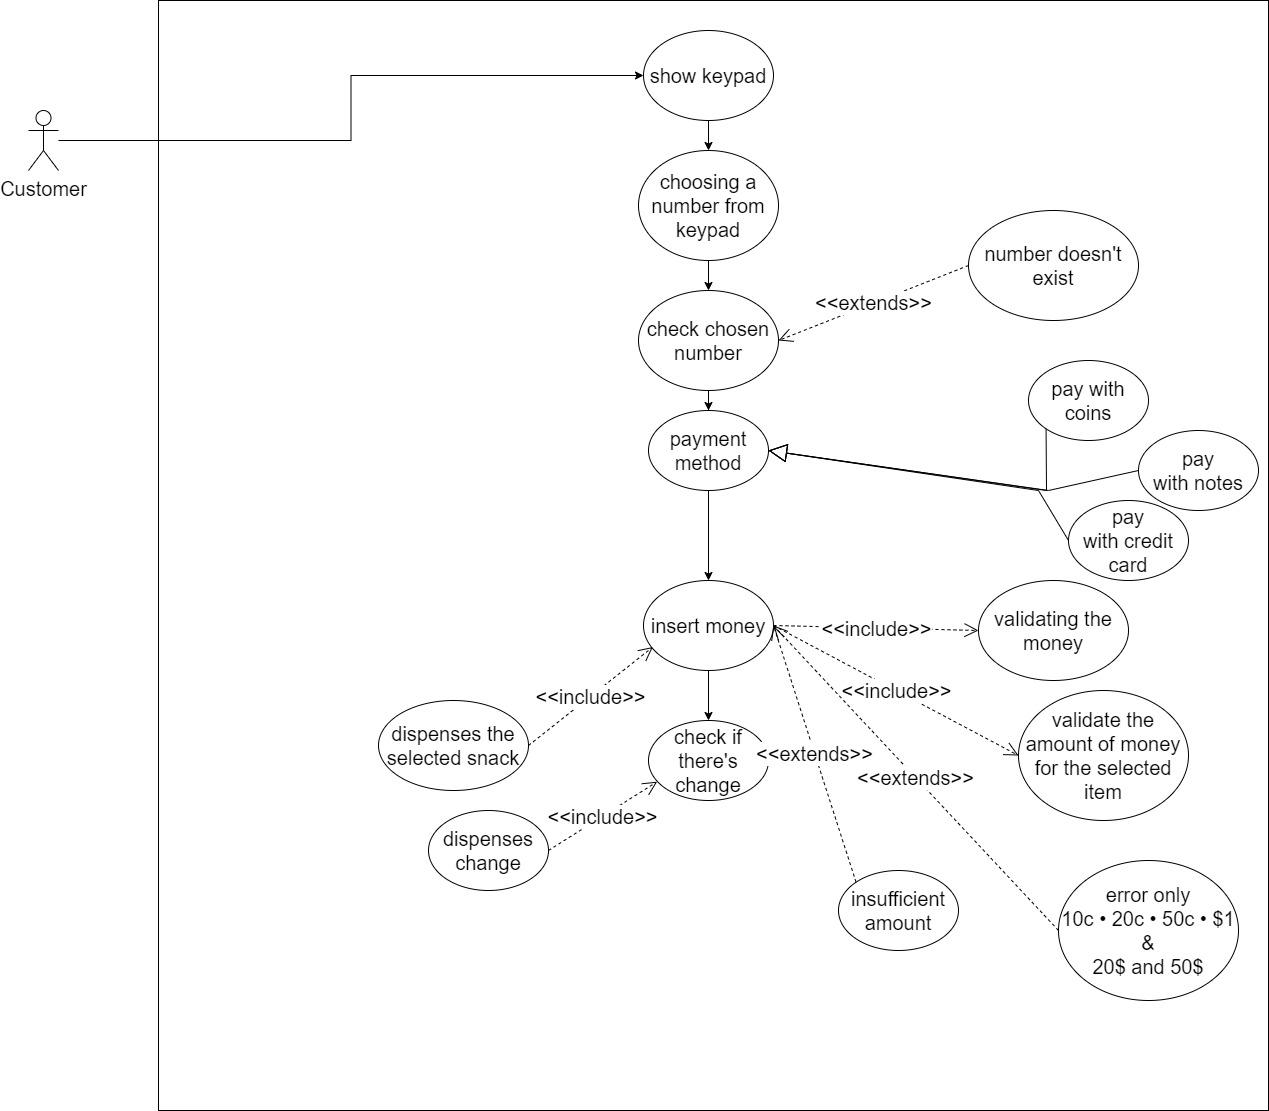 show keypad
Customer
choosing a
number from
keypad
number doesn't
exist
<<extends>>
check chosen
number
pay with
coins
payment
method
pay
with notes
pay
with credit
card
insert money
<<include>>
validating the
money
<<include>>
<<include>>
dispenses the
selected snack
check if
there's
change
<<extends>>
<<extends>>
validate the
amount of money
for the selected
item
<<include>>
dispenses
change
insufficient
amount
error only
10c • 20c • 50c • $1
&
20$ and 50$